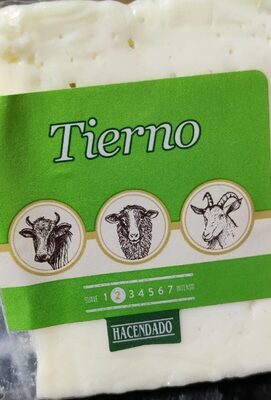 Tierno
SUAVE 1 2 3 4 5 6 7 INTENSO
HACENDADO